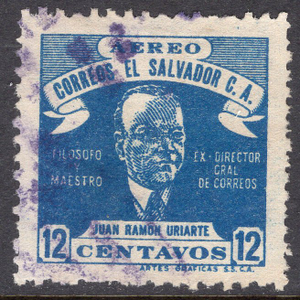 AEREO
CORREOS EL SALVADOR C. A.
FILOSOFO
MAESTRO
EX-DIRECTOR
GRAL
DE CORREOS
JUAN RAMON URIARTE
12 CENTAVOS 12
ARTES GRAFICAS S.S.C.A.